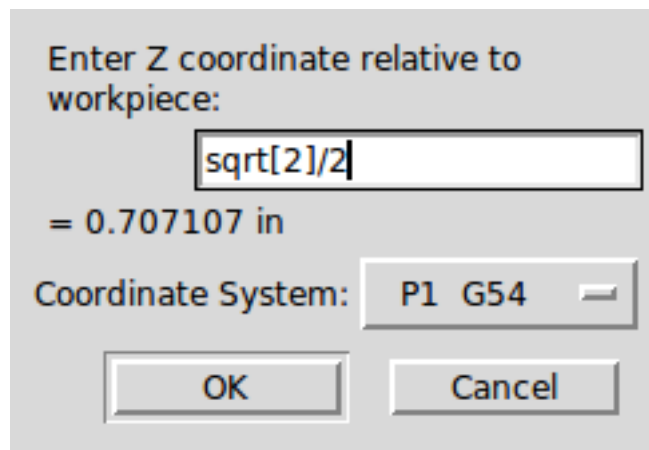 Enter Z coordinate relative to
workpiece:
sqrt[2]/2
= 0.707107 in
Coordinate System: P1 G54
OK Cancel